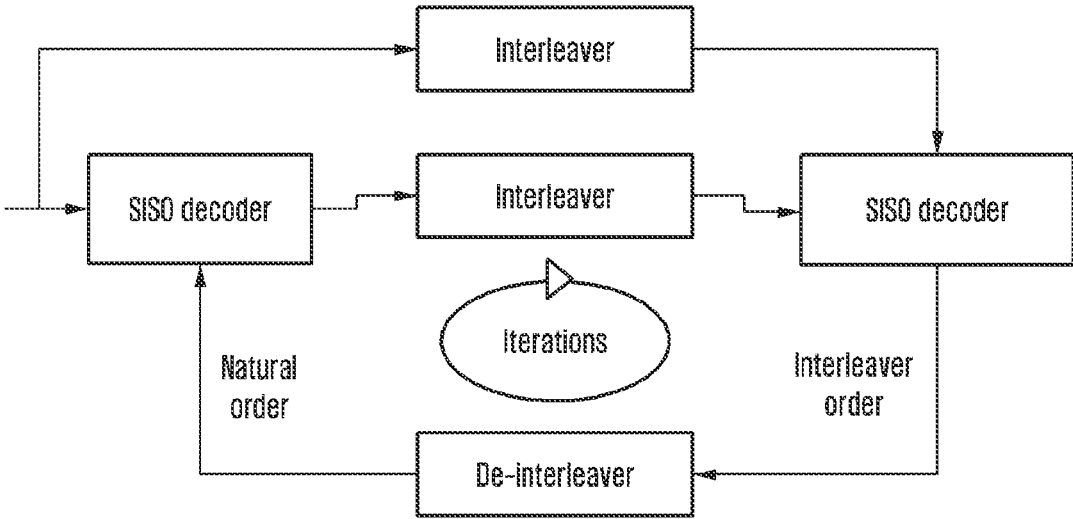 Interleaver
SISO decoder
Interleaver
SISO decoder
Iterations
Natural
order
Interleaver
order
De-interleaver